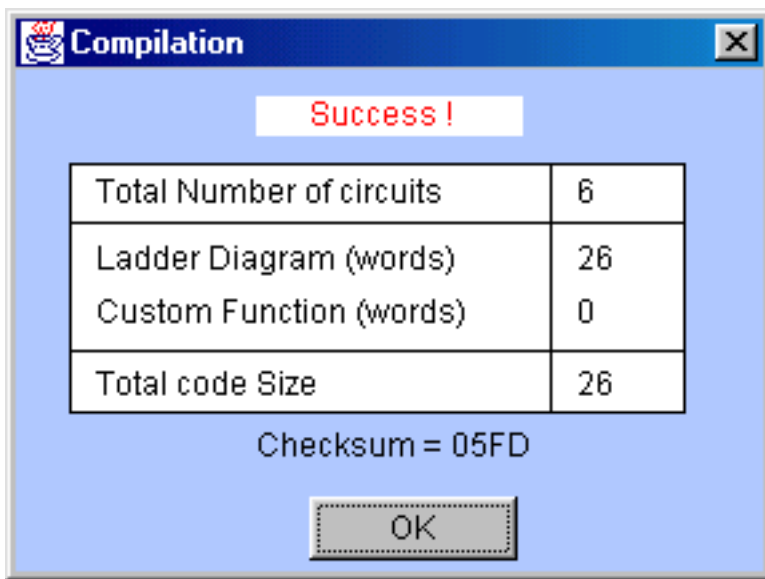 Compilation
Success !
Total Number of circuits 6
Ladder Diagram (words) 26
Custom Function (words) 0
Total code Size 26
Checksum = 05FD
OK